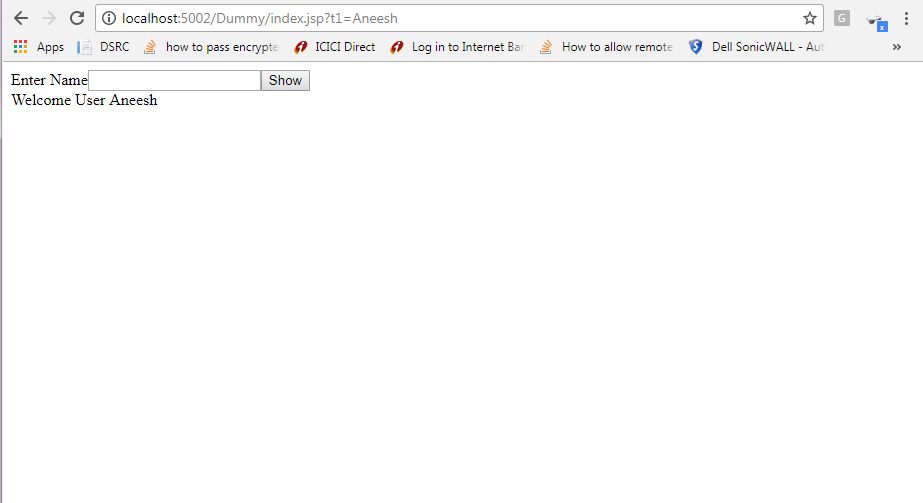 localhost:5002/Dummy/index.jsp?t1=Aneesh
G
x
Apps DSRC how to pass encrypte ICICI Direct Log in to Internet Ban How to allow remote Dell SonicWALL - Aut »
Enter Name Show
Welcome User Aneesh